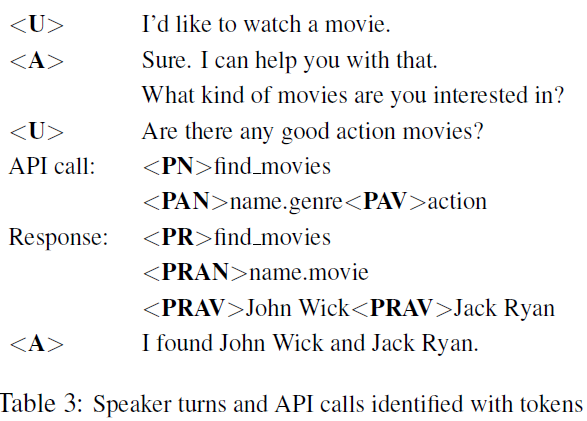 <U> I'd like to watch a movie.
<A> Sure. I can help you with that.
What kind of movies are you interested in?
<U> Are there any good action movies?
API call: <PN>find_movies
<PAN>name.genre<PAV>action
Response: <PR>find_movies
<PRAN>name.movie
<PRAV>John Wick<PRAV>Jack Ryan
<A> I found John Wick and Jack Ryan.
Table 3: Speaker turns and API calls identified with tokens